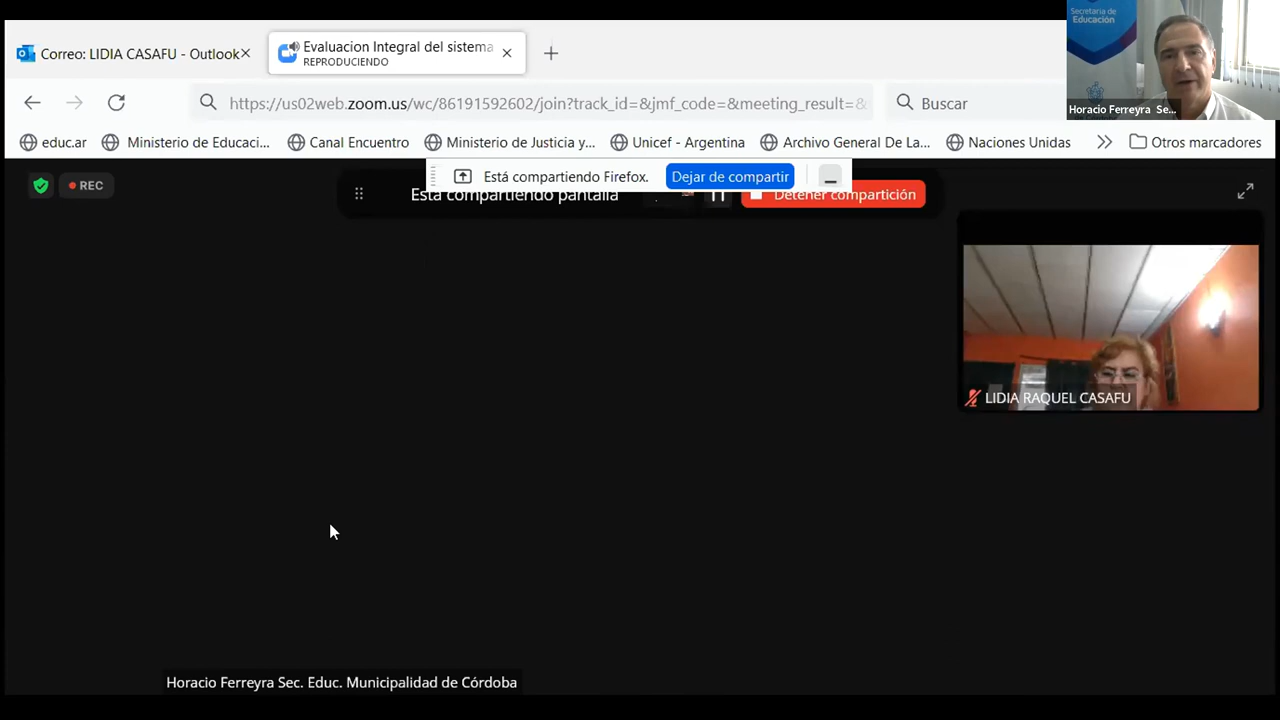 Secretaría de
Educación
Horacio Ferreyra Se...
Correo: LIDIA CASAFU - Outlook
Evaluacion Integral del sistema
REPRODUCIENDO
https://us02web.zoom.us/wc/86191592602/join?track_id=&jmf_code=&meeting_result=&
Buscar
educ.ar
Ministerio de Educaci...
Canal Encuentro
Ministerio de Justicia y...
Unicef - Argentina
Archivo General De La...
Naciones Unidas
Otros marcadores
REC
Está compartiendo Firefox.
Dejar de compartir
Está compartiendo pantalla
Detener compartición
LIDIA RAQUEL CASAFU
Horacio Ferreyra Sec. Educ. Municipalidad de Córdoba